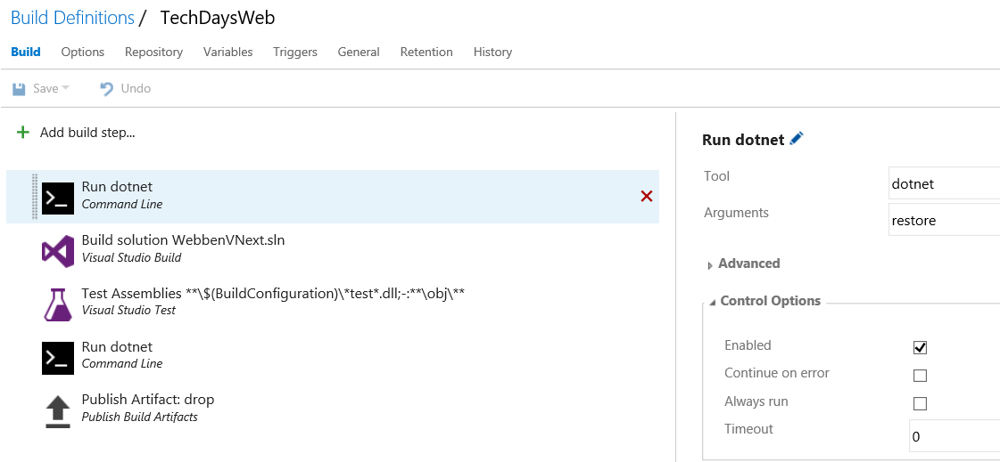 Build Definitions / TechDaysWeb
Build Options Repository Variables Triggers General Retention History
Save Undo
Add build step...
Run dotnet
Command Line
Build solution WebbenVNext.sln
Visual Studio Build
Test Assemblies **\$(BuildConfiguration)\*test*.dll;-:**\obj\**
Visual Studio Test
Run dotnet
Command Line
Publish Artifact: drop
Publish Build Artifacts
Run dotnet
Tool dotnet
Arguments restore
Advanced
Control Options
Enabled
Continue on error
Always run
Timeout 0